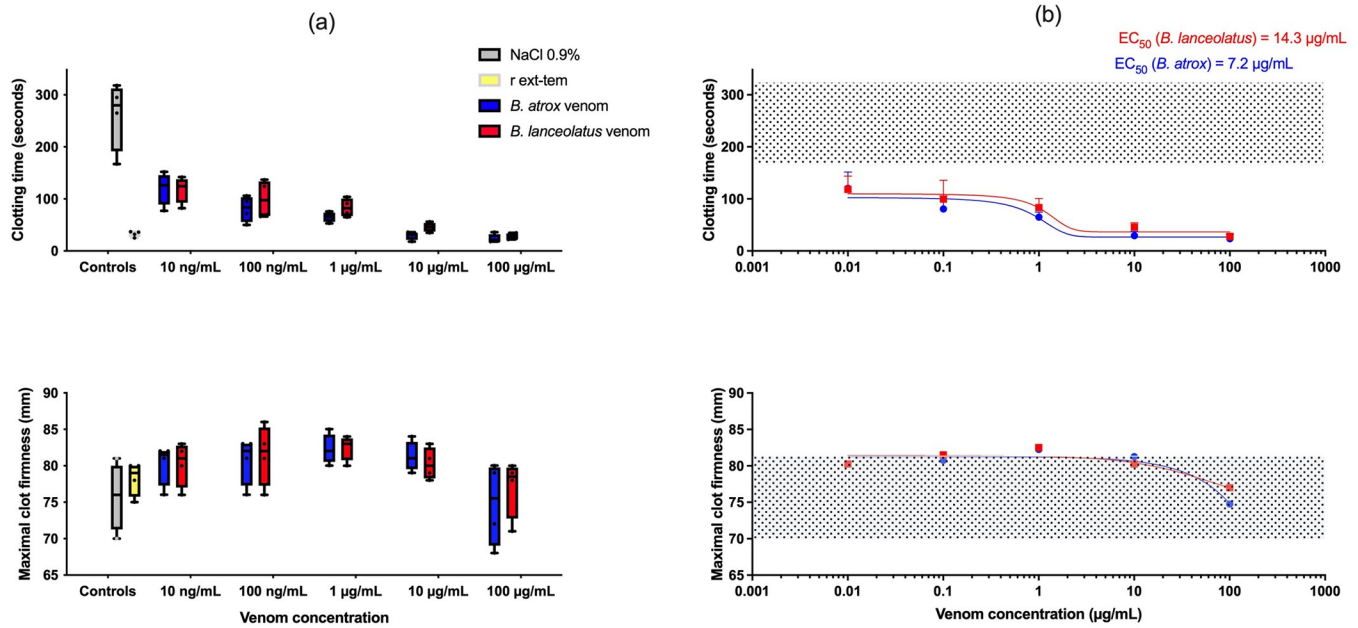 (a)
(b)
NaCl 0.9%
r ext-tem
B. atrox venom
B. lanceolatus venom
EC50 (B. lanceolatus) = 14.3 µg/mL
EC50 (B. atrox) = 7.2 µg/mL
Clotting time (seconds)
300
200
100
0
Controls 10 ng/mL 100 ng/mL 1 µg/mL 10 µg/mL 100 µg/mL
Clotting time (seconds)
300
200
100
0
0.001 0.01 0.1 1 10 100 1000
Maximal clot firmness (mm)
90
85
80
75
70
65
Controls 10 ng/mL 100 ng/mL 1 µg/mL 10 µg/mL 100 µg/mL
Venom concentration
Maximal clot firmness (mm)
90
80
70
65
0.001 0.01 0.1 1 10 100 1000
Venom concentration (µg/mL)